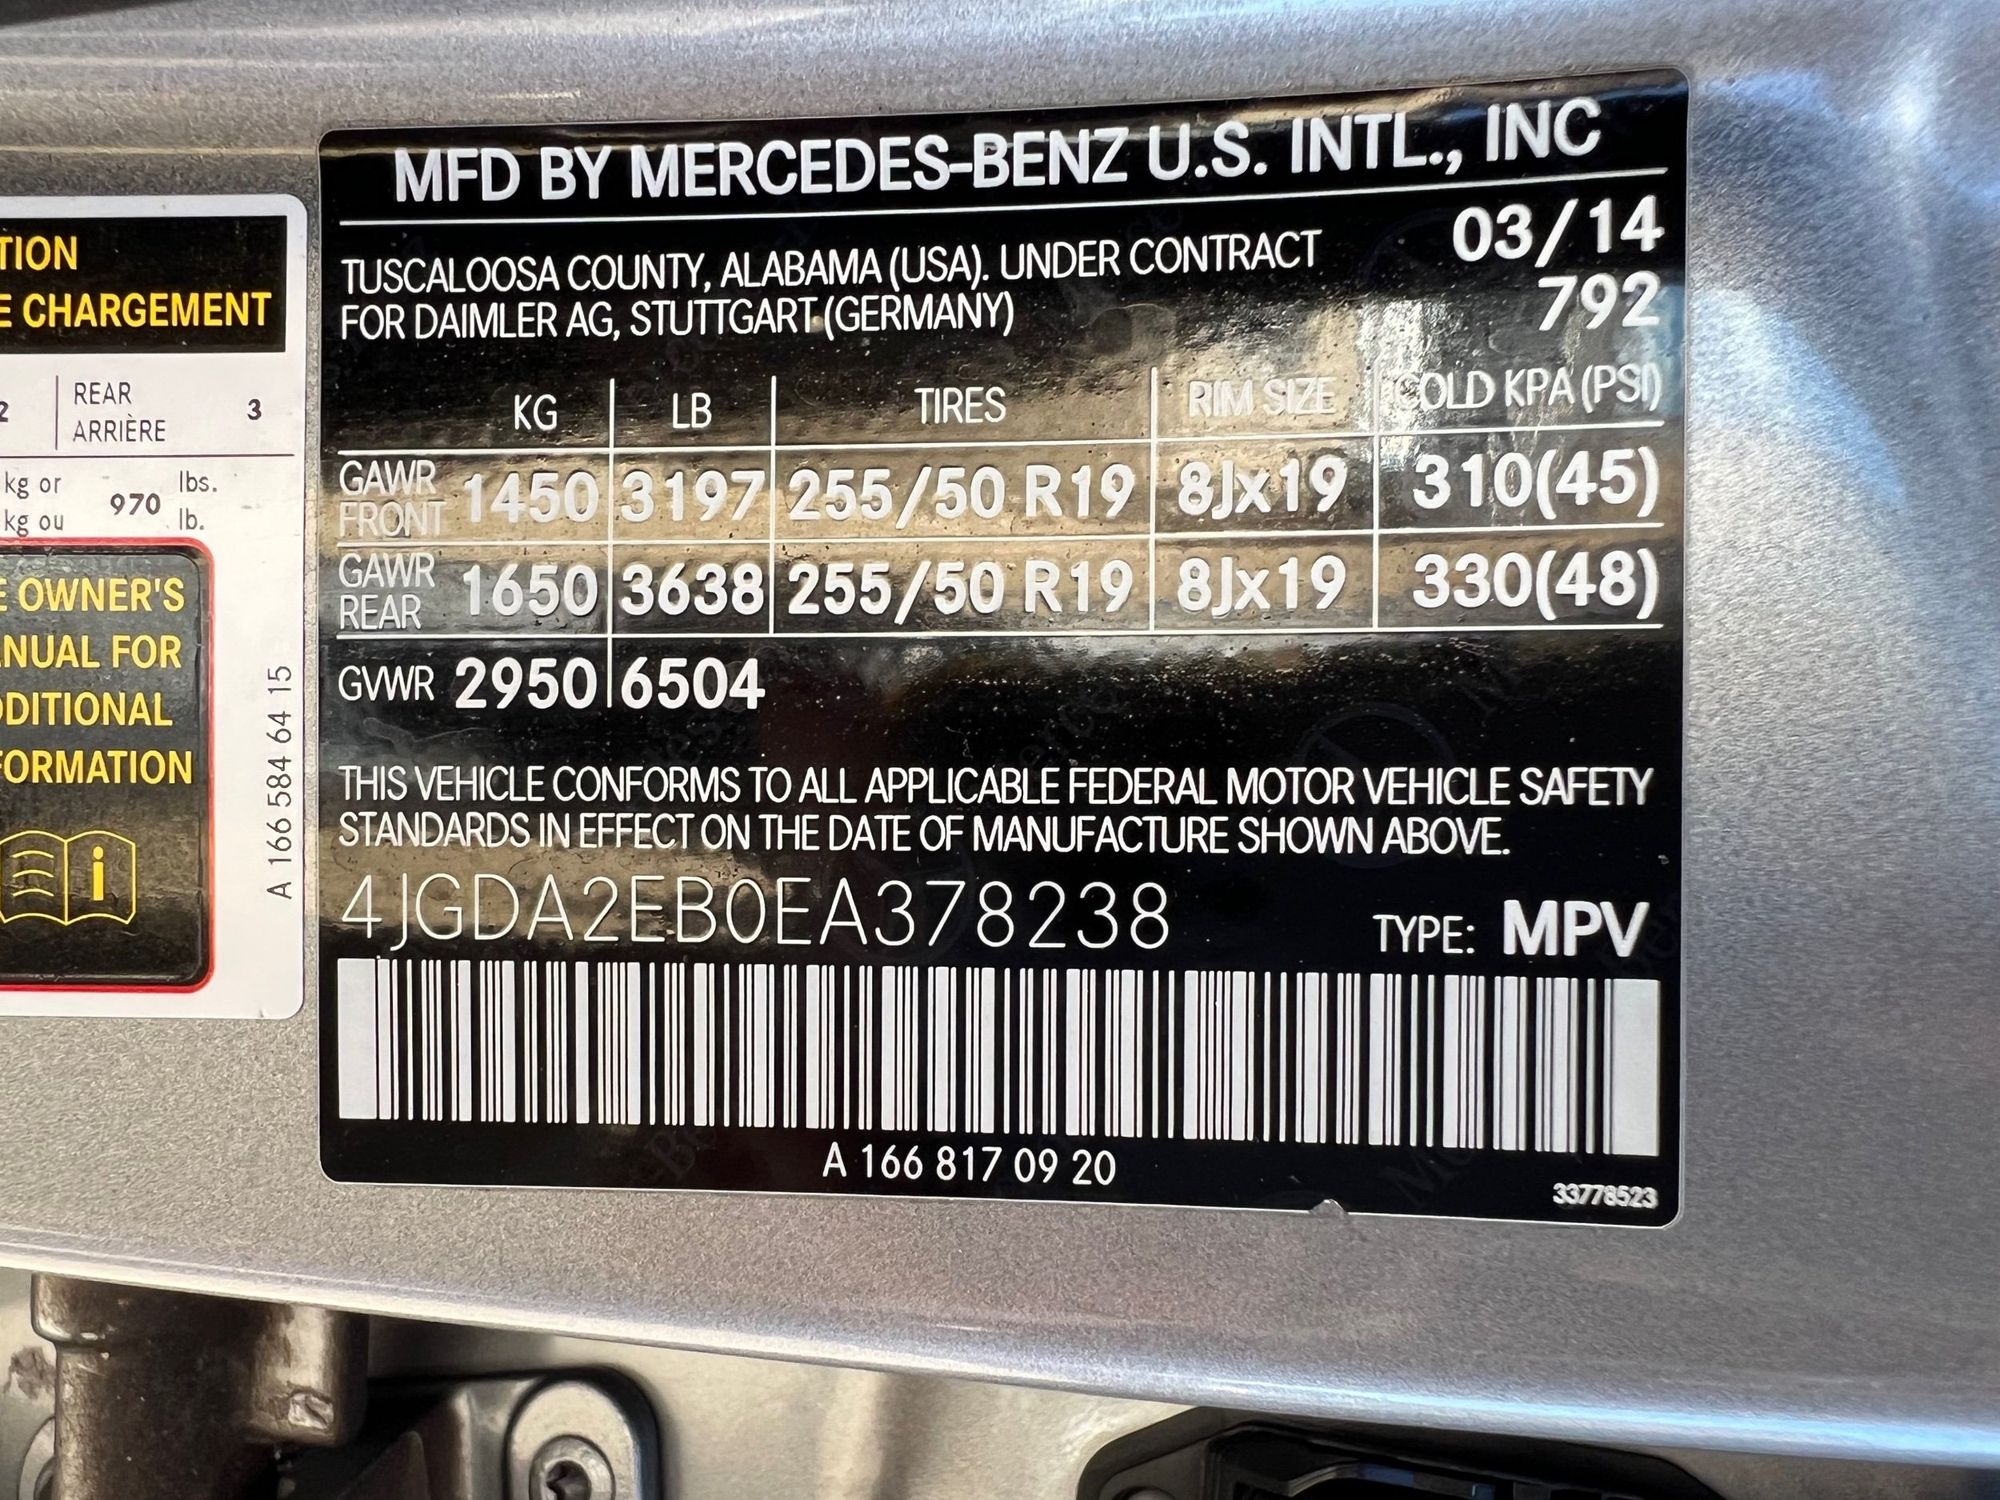 TION
E CHARGEMENT
2 REAR
ARRIÈRE 3
kg or
kg ou 970 lbs.
lb.
OWNER'S
NUAL FOR
DITIONAL
FORMATION
i
A 166 584 64 15
MFD BY MERCEDES-BENZ U.S. INTL., INC
TUSCALOOSA COUNTY, ALABAMA (USA). UNDER CONTRACT 03/14
FOR DAIMLER AG, STUTTGART (GERMANY) 792
KG LB TIRES RIM SIZE COLD KPA (PSI)
GAWR FRONT 1450 3197 255/50 R19 8Jx19 310(45)
GAWR REAR 1650 3638 255/50 R19 8Jx19 330(48)
GVWR 2950 6504
THIS VEHICLE CONFORMS TO ALL APPLICABLE FEDERAL MOTOR VEHICLE SAFETY
STANDARDS IN EFFECT ON THE DATE OF MANUFACTURE SHOWN ABOVE.
4JGDA2EB0EA378238 TYPE: MPV
A 166 817 09 20
33778523